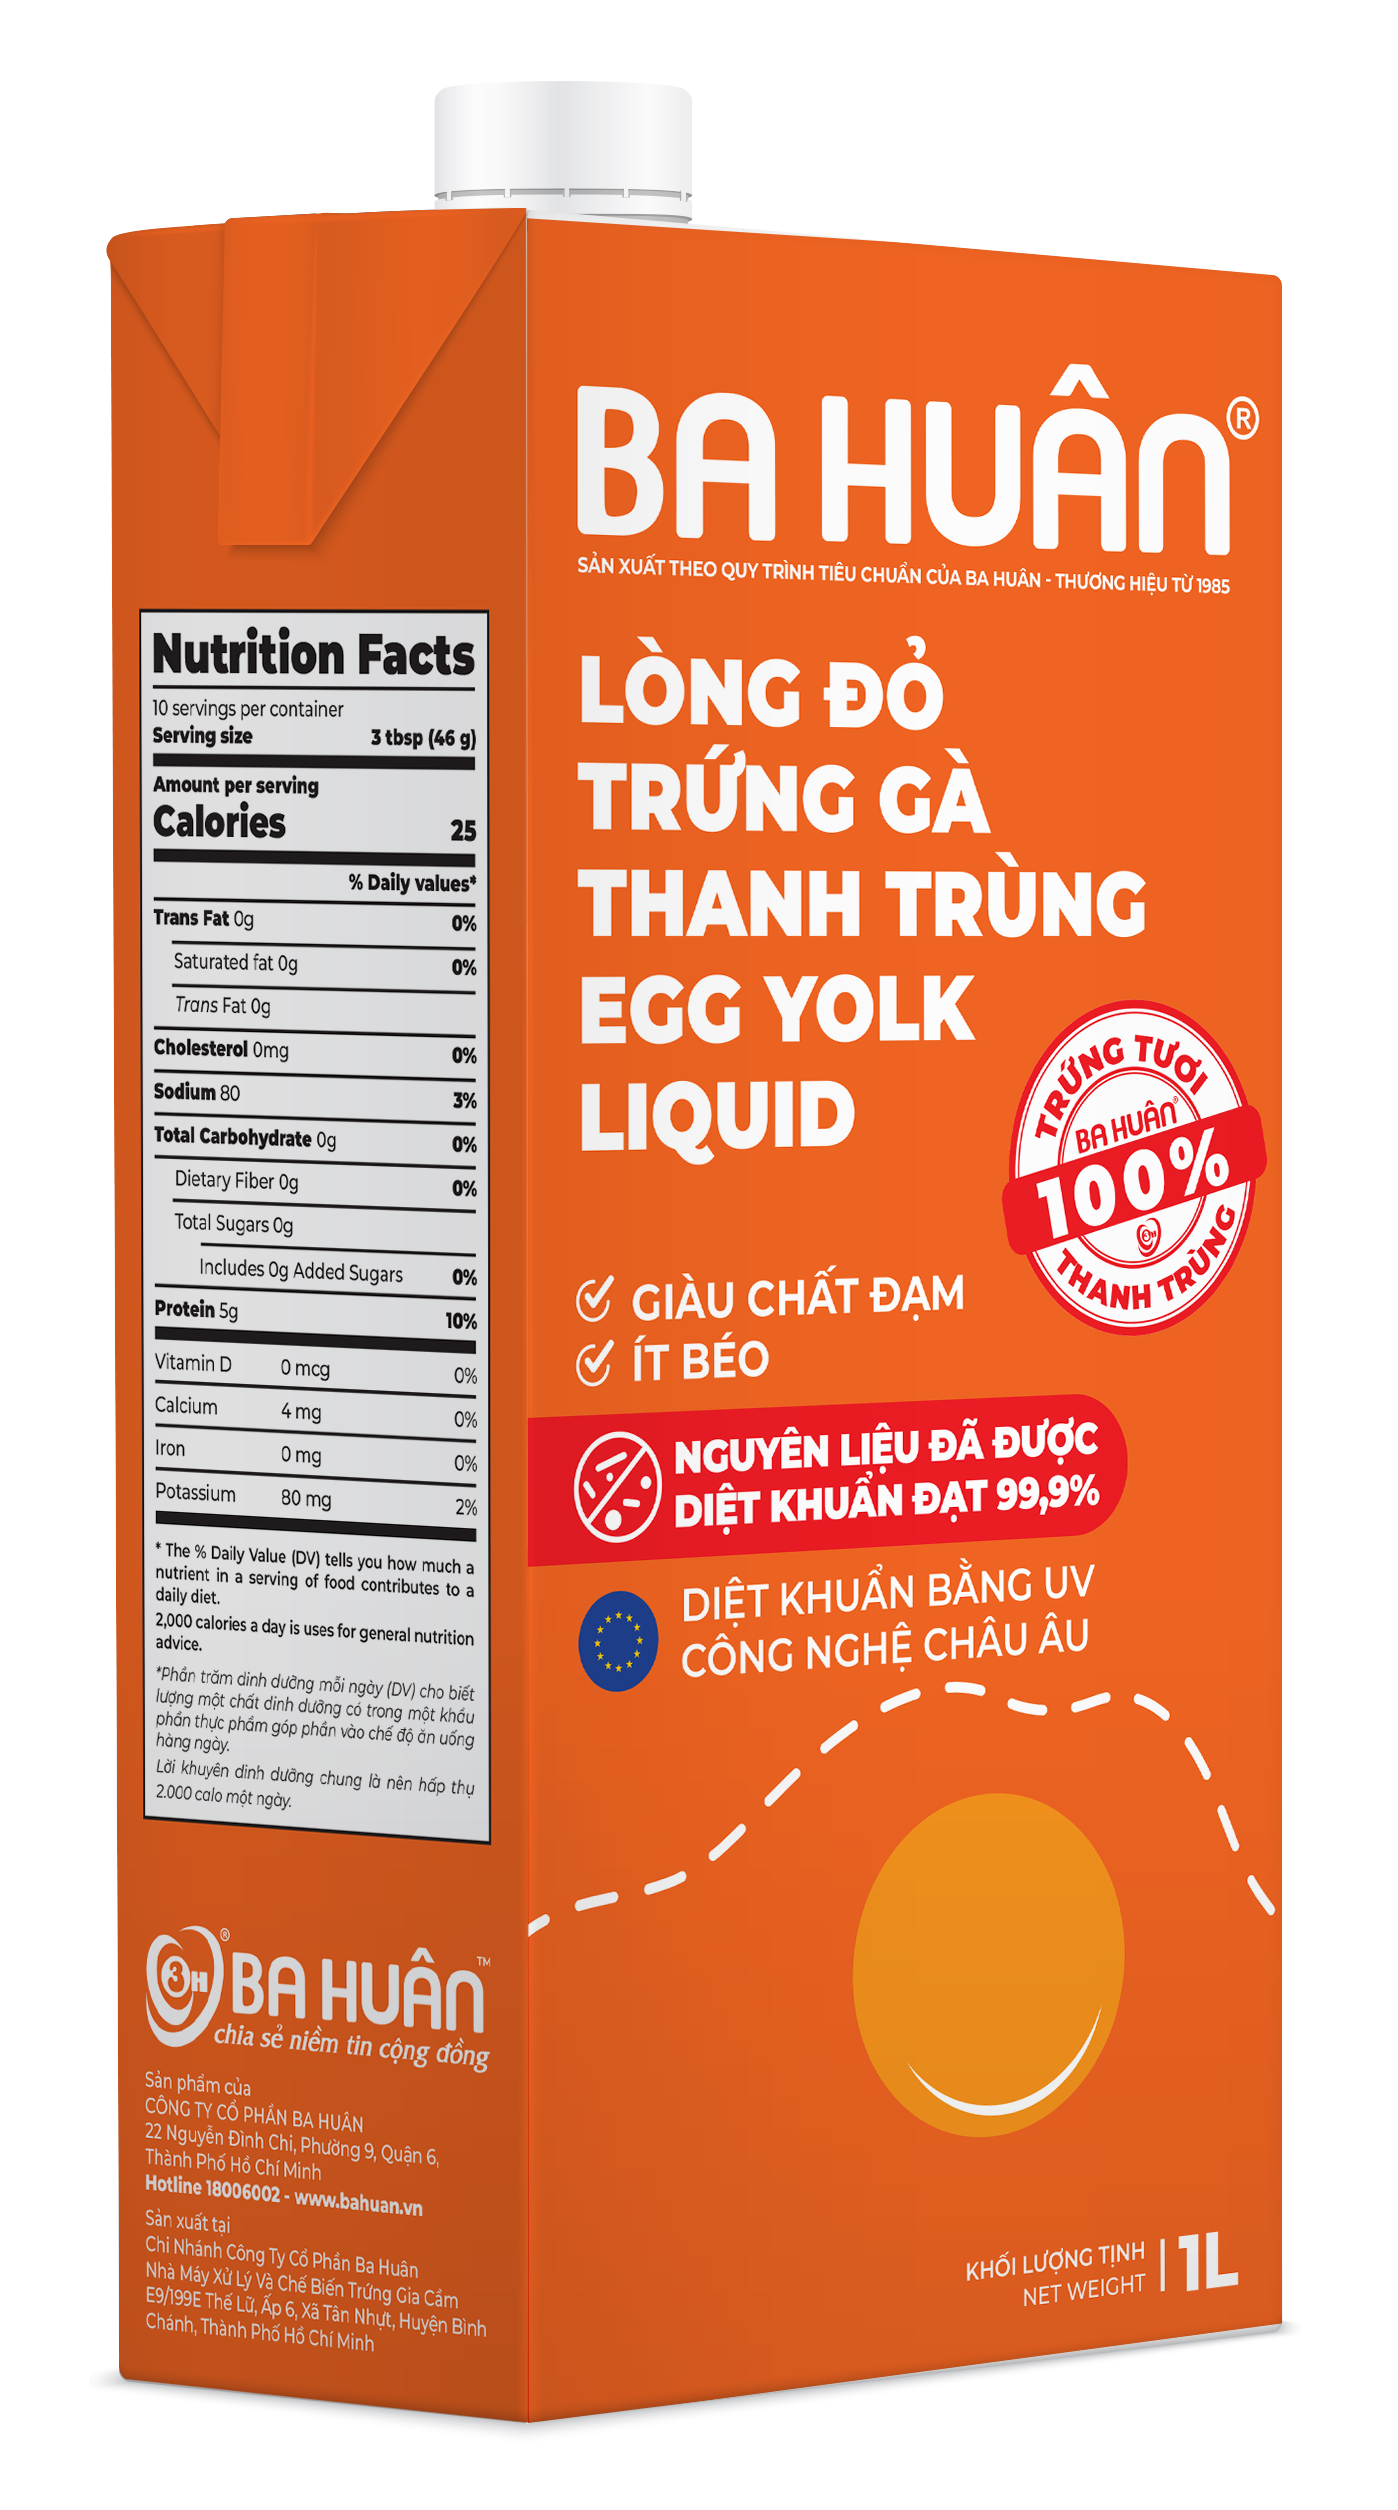 BA HUÂN®
SẢN XUẤT THEO QUY TRÌNH TIÊU CHUẨN CỦA BA HUÂN - THƯƠNG HIỆU TỪ 1985
LÒNG ĐỎ
TRỨNG GÀ
THANH TRÙNG
EGG YOLK
LIQUID
TRỨNG TƯƠI
BA HUÂN®
100%
3H
THANH TRÙNG
GIÀU CHẤT ĐẠM
ÍT BÉO
NGUYÊN LIỆU ĐÃ ĐƯỢC
DIỆT KHUẨN ĐẠT 99,9%
DIỆT KHUẨN BẰNG UV
CÔNG NGHỆ CHÂU ÂU
KHỐI LƯỢNG TỊNH
NET WEIGHT
1L
Nutrition Facts
10 servings per container
Serving size 3 tbsp (46 g)
Amount per serving
Calories 25
% Daily values*
Trans Fat 0g 0%
Saturated fat 0g 0%
Trans Fat 0g
Cholesterol 0mg 0%
Sodium 80 3%
Total Carbohydrate 0g 0%
Dietary Fiber 0g 0%
Total Sugars 0g
Includes 0g Added Sugars 0%
Protein 5g 10%
Vitamin D 0 mcg 0%
Calcium 4 mg 0%
Iron 0 mg 0%
Potassium 80 mg 2%
* The % Daily Value (DV) tells you how much a
nutrient in a serving of food contributes to a
daily diet.
2,000 calories a day is uses for general nutrition
advice.
*Phần trăm dinh dưỡng mỗi ngày (DV) cho biết
lượng một chất dinh dưỡng có trong một khẩu
phần thực phẩm góp phần vào chế độ ăn uống
hàng ngày.
Lời khuyên dinh dưỡng chung là nên hấp thụ
2.000 calo một ngày.
3H ®
BA HUÂN™
chia sẻ niềm tin cộng đồng
Sản phẩm của
CÔNG TY CỔ PHẦN BA HUÂN
22 Nguyễn Đình Chi, Phường 9, Quận 6,
Thành Phố Hồ Chí Minh
Hotline 18006002 - www.bahuan.vn
Sản xuất tại
Chi Nhánh Công Ty Cổ Phần Ba Huân
Nhà Máy Xử Lý Và Chế Biến Trứng Gia Cầm
E9/199E Thế Lữ, Ấp 6, Xã Tân Nhựt, Huyện Bình
Chánh, Thành Phố Hồ Chí Minh